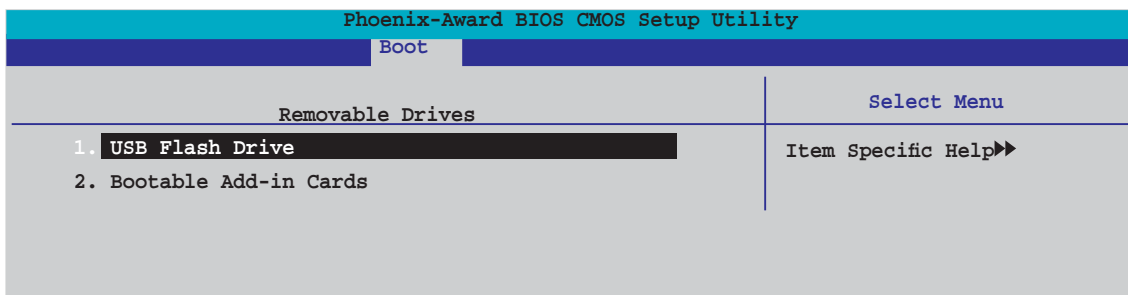 Phoenix-Award BIOS CMOS Setup Utility
Boot
Removable Drives
Select Menu
1. USB Flash Drive
2. Bootable Add-in Cards
Item Specific Help